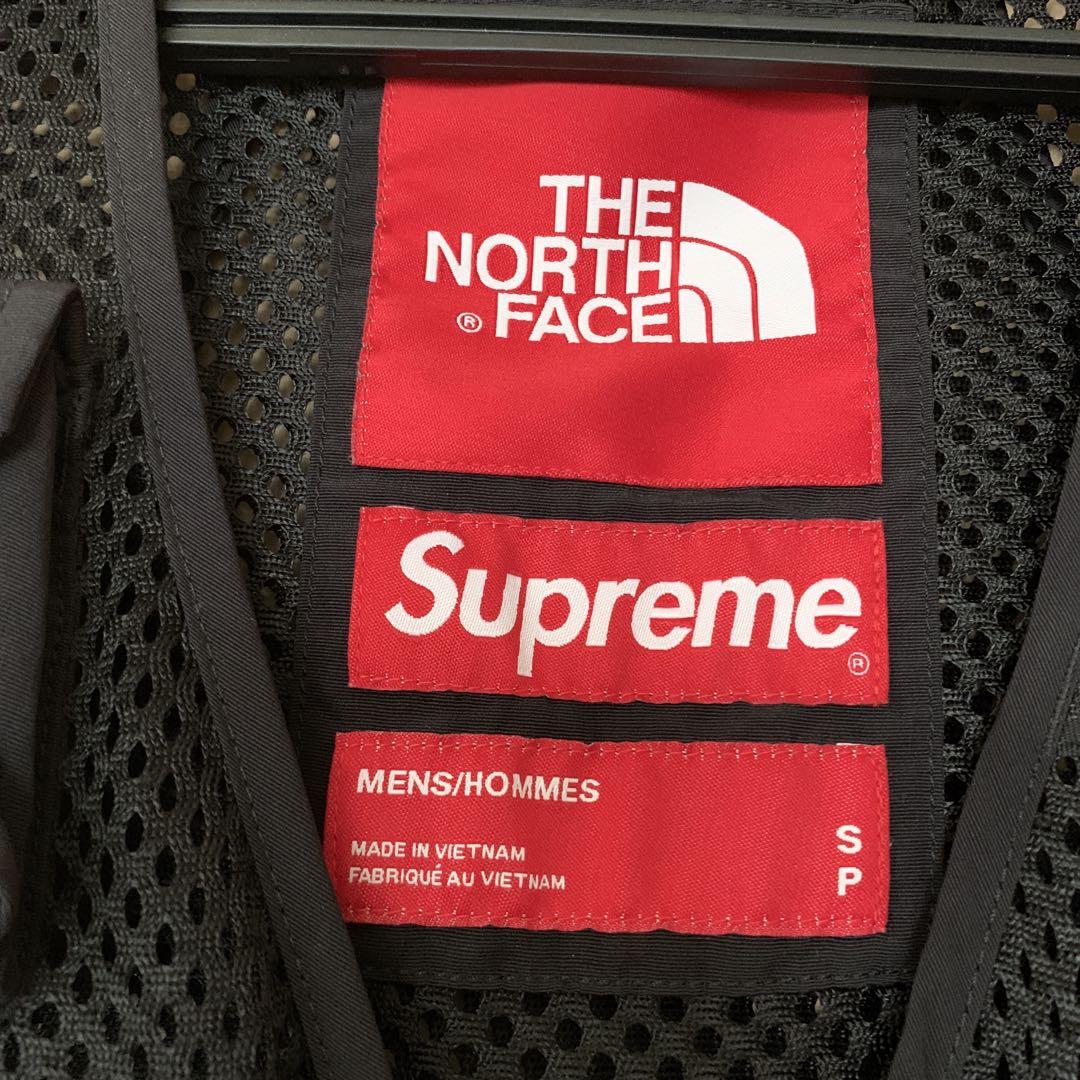 THE
NORTH
® FACE
Supreme®
MENS/HOMMES
MADE IN VIETNAM
FABRIQUÉ AU VIETNAM
S
P